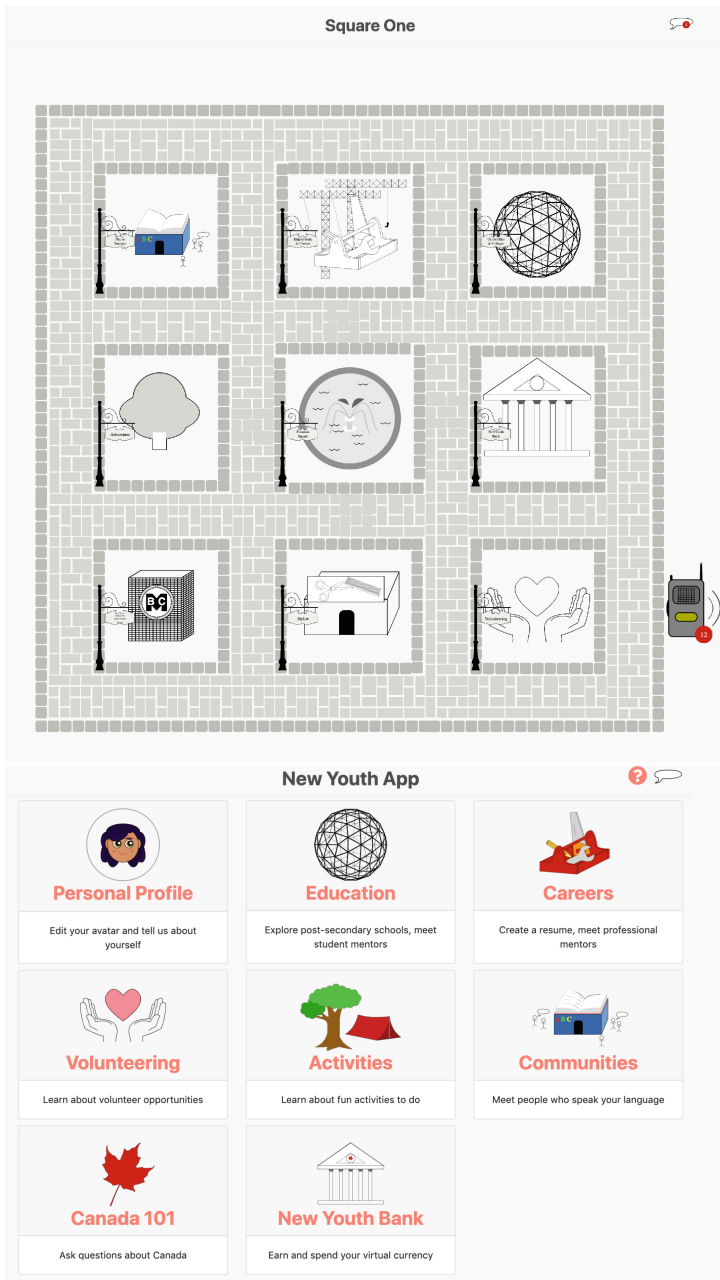 Square One
B C
Volunteering
Stylist
B C
12
New Youth App
?
Personal Profile
Edit your avatar and tell us about
yourself
Education
Explore post-secondary schools, meet
student mentors
Careers
Create a resume, meet professional
mentors
Volunteering
Learn about volunteer opportunities
Activities
Learn about fun activities to do
B C
Communities
Meet people who speak your language
Canada 101
Ask questions about Canada
New Youth Bank
Earn and spend your virtual currency